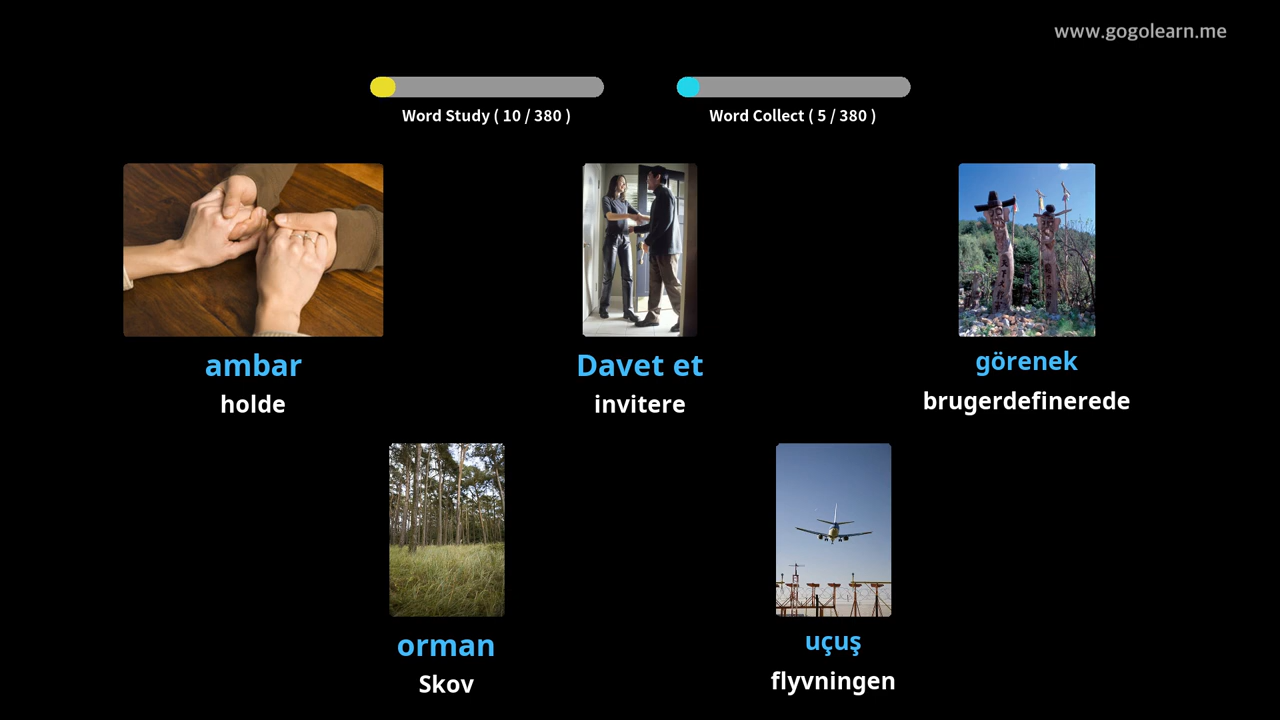 www.gogolearn.me
Word Study ( 10 / 380 )
Word Collect ( 5 / 380 )
ambar
holde
Davet et
invitere
görenek
brugerdefinerede
orman
Skov
uçuş
flyvningen